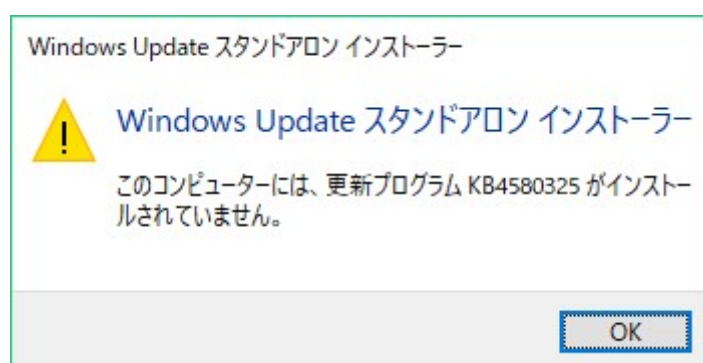 Windows Update スタンドアロン インストーラー
Windows Update スタンドアロン インストーラー
このコンピューターには、更新プログラム KB4580325 がインストー
ルされていません。
OK